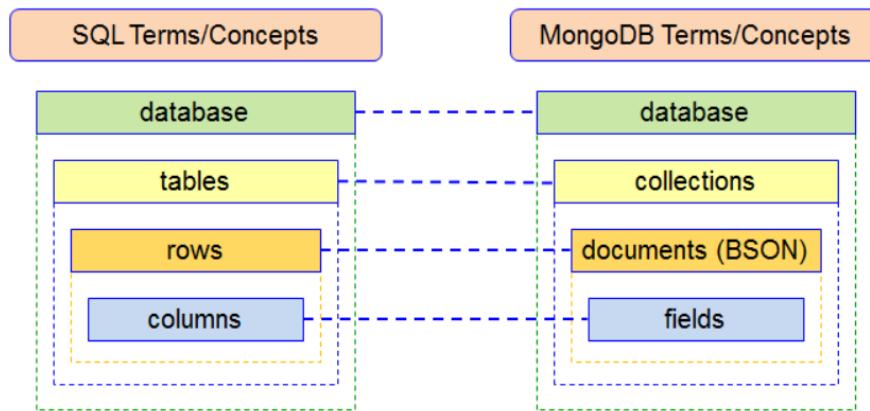 SQL Terms/Concepts
MongoDB Terms/Concepts
database
database
tables
collections
rows
documents (BSON)
columns
fields